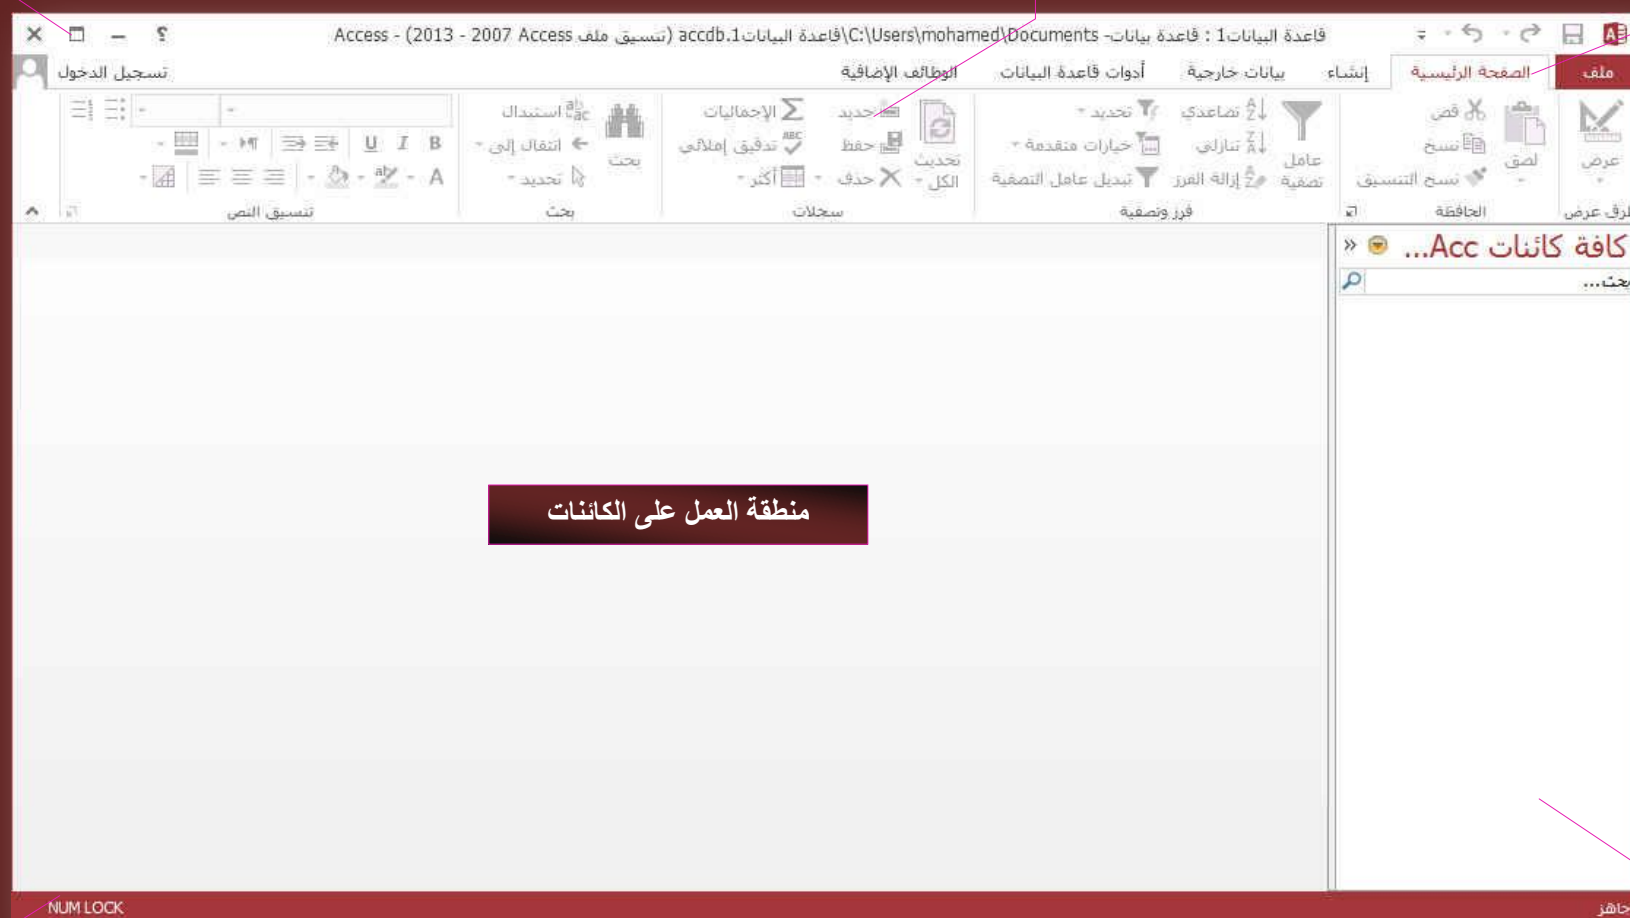 قاعدة البيانات1 : قاعدة بيانات- C:\Users\mohamed\Documents\قاعدة البيانات1.accdb (تنسيق ملف Access 2007 - 2013) - Access
؟
ملف الصفحة الرئيسية إنشاء بيانات خارجية أدوات قاعدة البيانات الوظائف الإضافية تسجيل الدخول
عرض
لصق
قص
نسخ
نسخ التنسيق
الحافظة
عامل تصفية
تصاعدي
تنازلي
إزالة الفرز
تحديد
خيارات متقدمة
تبديل عامل التصفية
فرز وتصفية
تحديث الكل
جديد
حفظ
حذف
الإجماليات
تدقيق إملائي
أكثر
سجلات
بحث
استبدال
انتقال إلى
تحديد
بحث
B I U
A
تنسيق النص
كافة كائنات Acc...
بحث...
منطقة العمل على الكائنات
جاهز
NUM LOCK